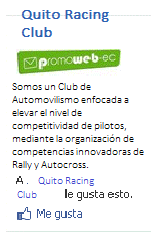 Quito Racing
Club
promoweb-ec
Somos un Club de
Automovilismo enfocada a
elevar el nivel de
competitividad de pilotos,
mediante la organización de
competencias innovadoras de
Rally y Autocross.
A . Quito Racing
Club le gusta esto.
Me gusta